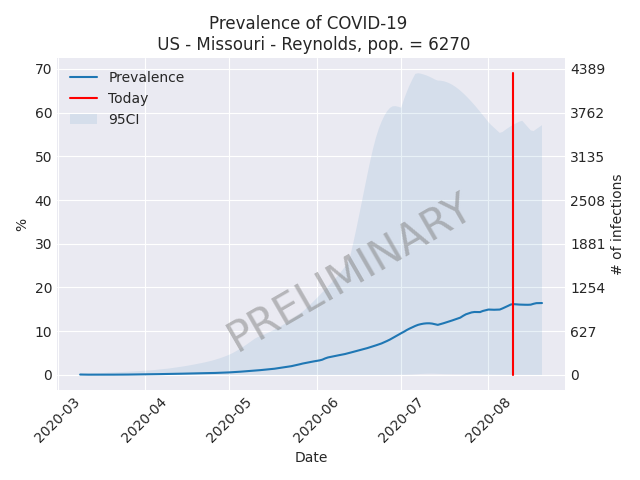 Prevalence of COVID-19
US - Missouri - Reynolds, pop. = 6270
Prevalence
Today
95CI
70
60
50
40
30
20
10
0
%
4389
3762
3135
2508
1881
1254
627
0
# of infections
PRELIMINARY
2020-03
2020-04
2020-05
2020-06
2020-07
2020-08
Date